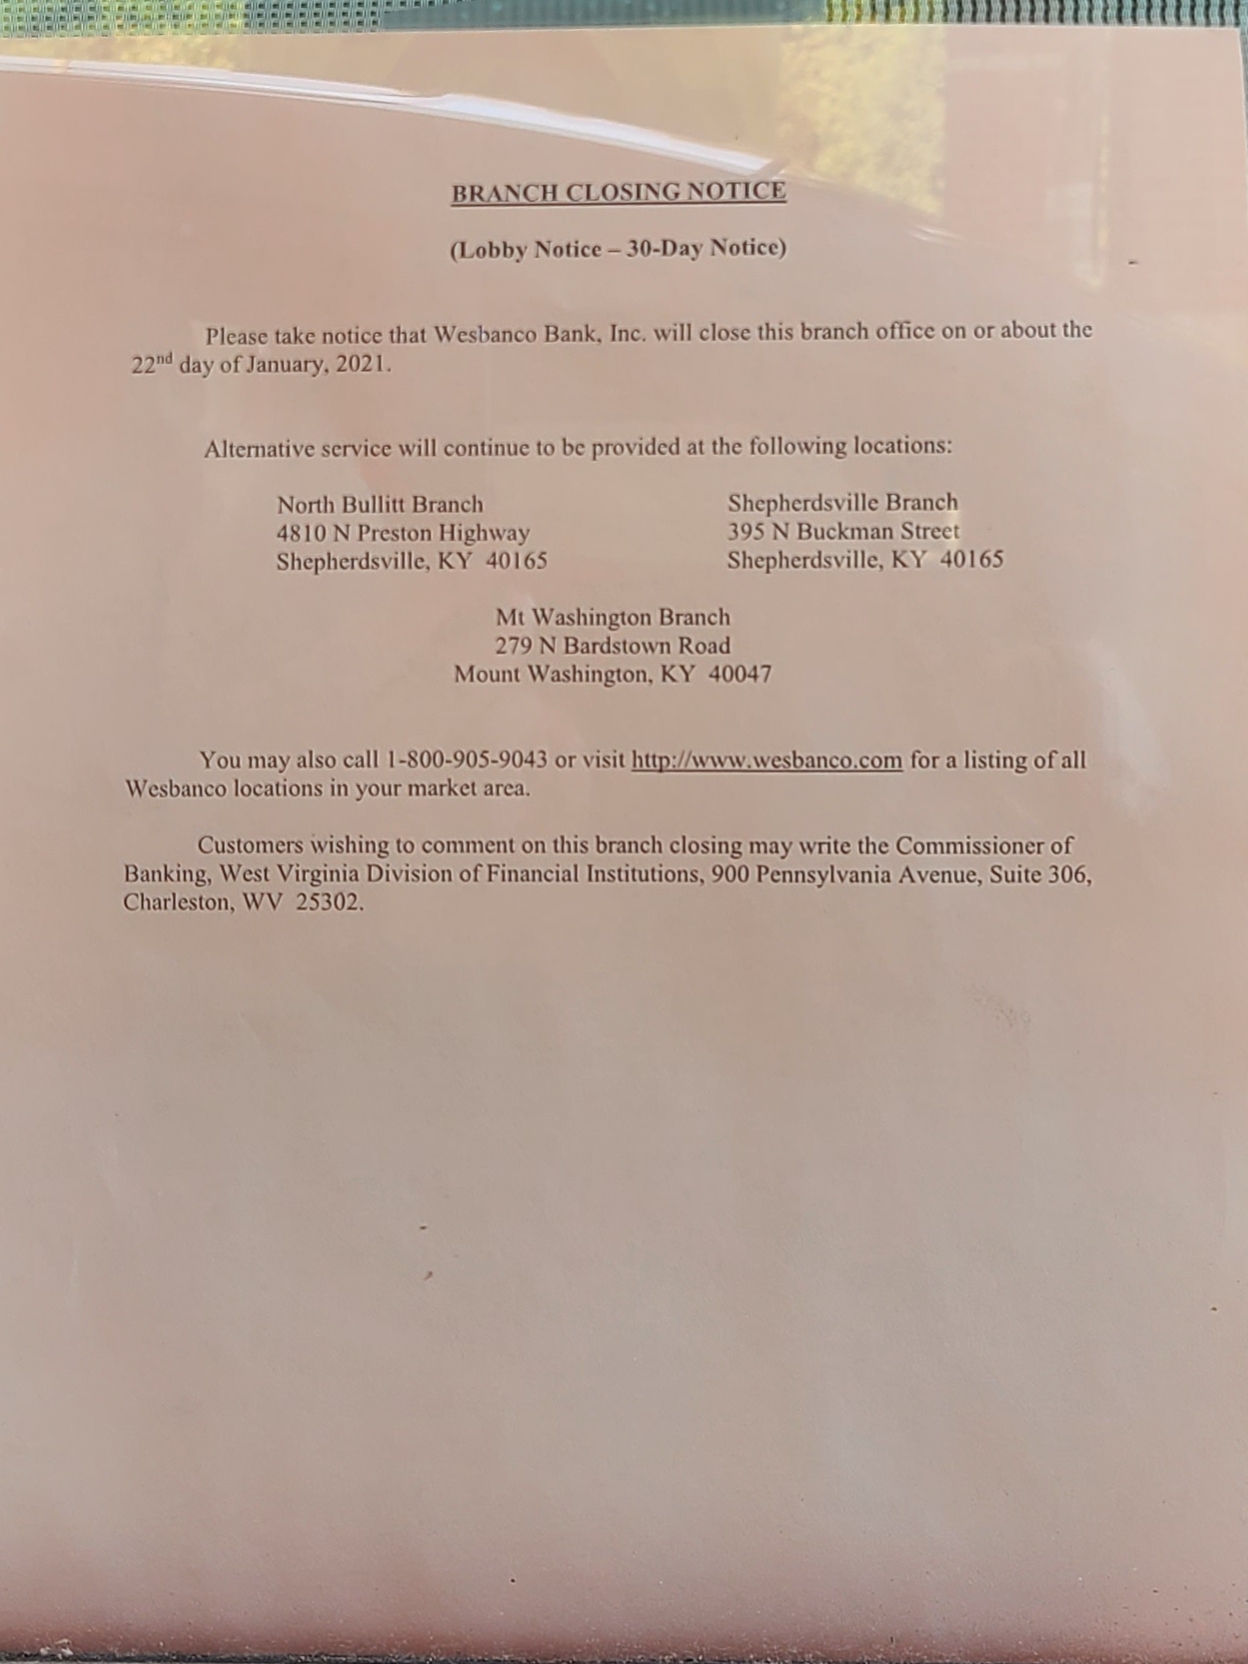 BRANCH CLOSING NOTICE
(Lobby Notice – 30-Day Notice)
Please take notice that Wesbanco Bank, Inc. will close this branch office on or about the
22nd day of January, 2021.
Alternative service will continue to be provided at the following locations:
North Bullitt Branch
4810 N Preston Highway
Shepherdsville, KY 40165
Shepherdsville Branch
395 N Buckman Street
Shepherdsville, KY 40165
Mt Washington Branch
279 N Bardstown Road
Mount Washington, KY 40047
You may also call 1-800-905-9043 or visit http://www.wesbanco.com for a listing of all
Wesbanco locations in your market area.
Customers wishing to comment on this branch closing may write the Commissioner of
Banking, West Virginia Division of Financial Institutions, 900 Pennsylvania Avenue, Suite 306,
Charleston, WV 25302.